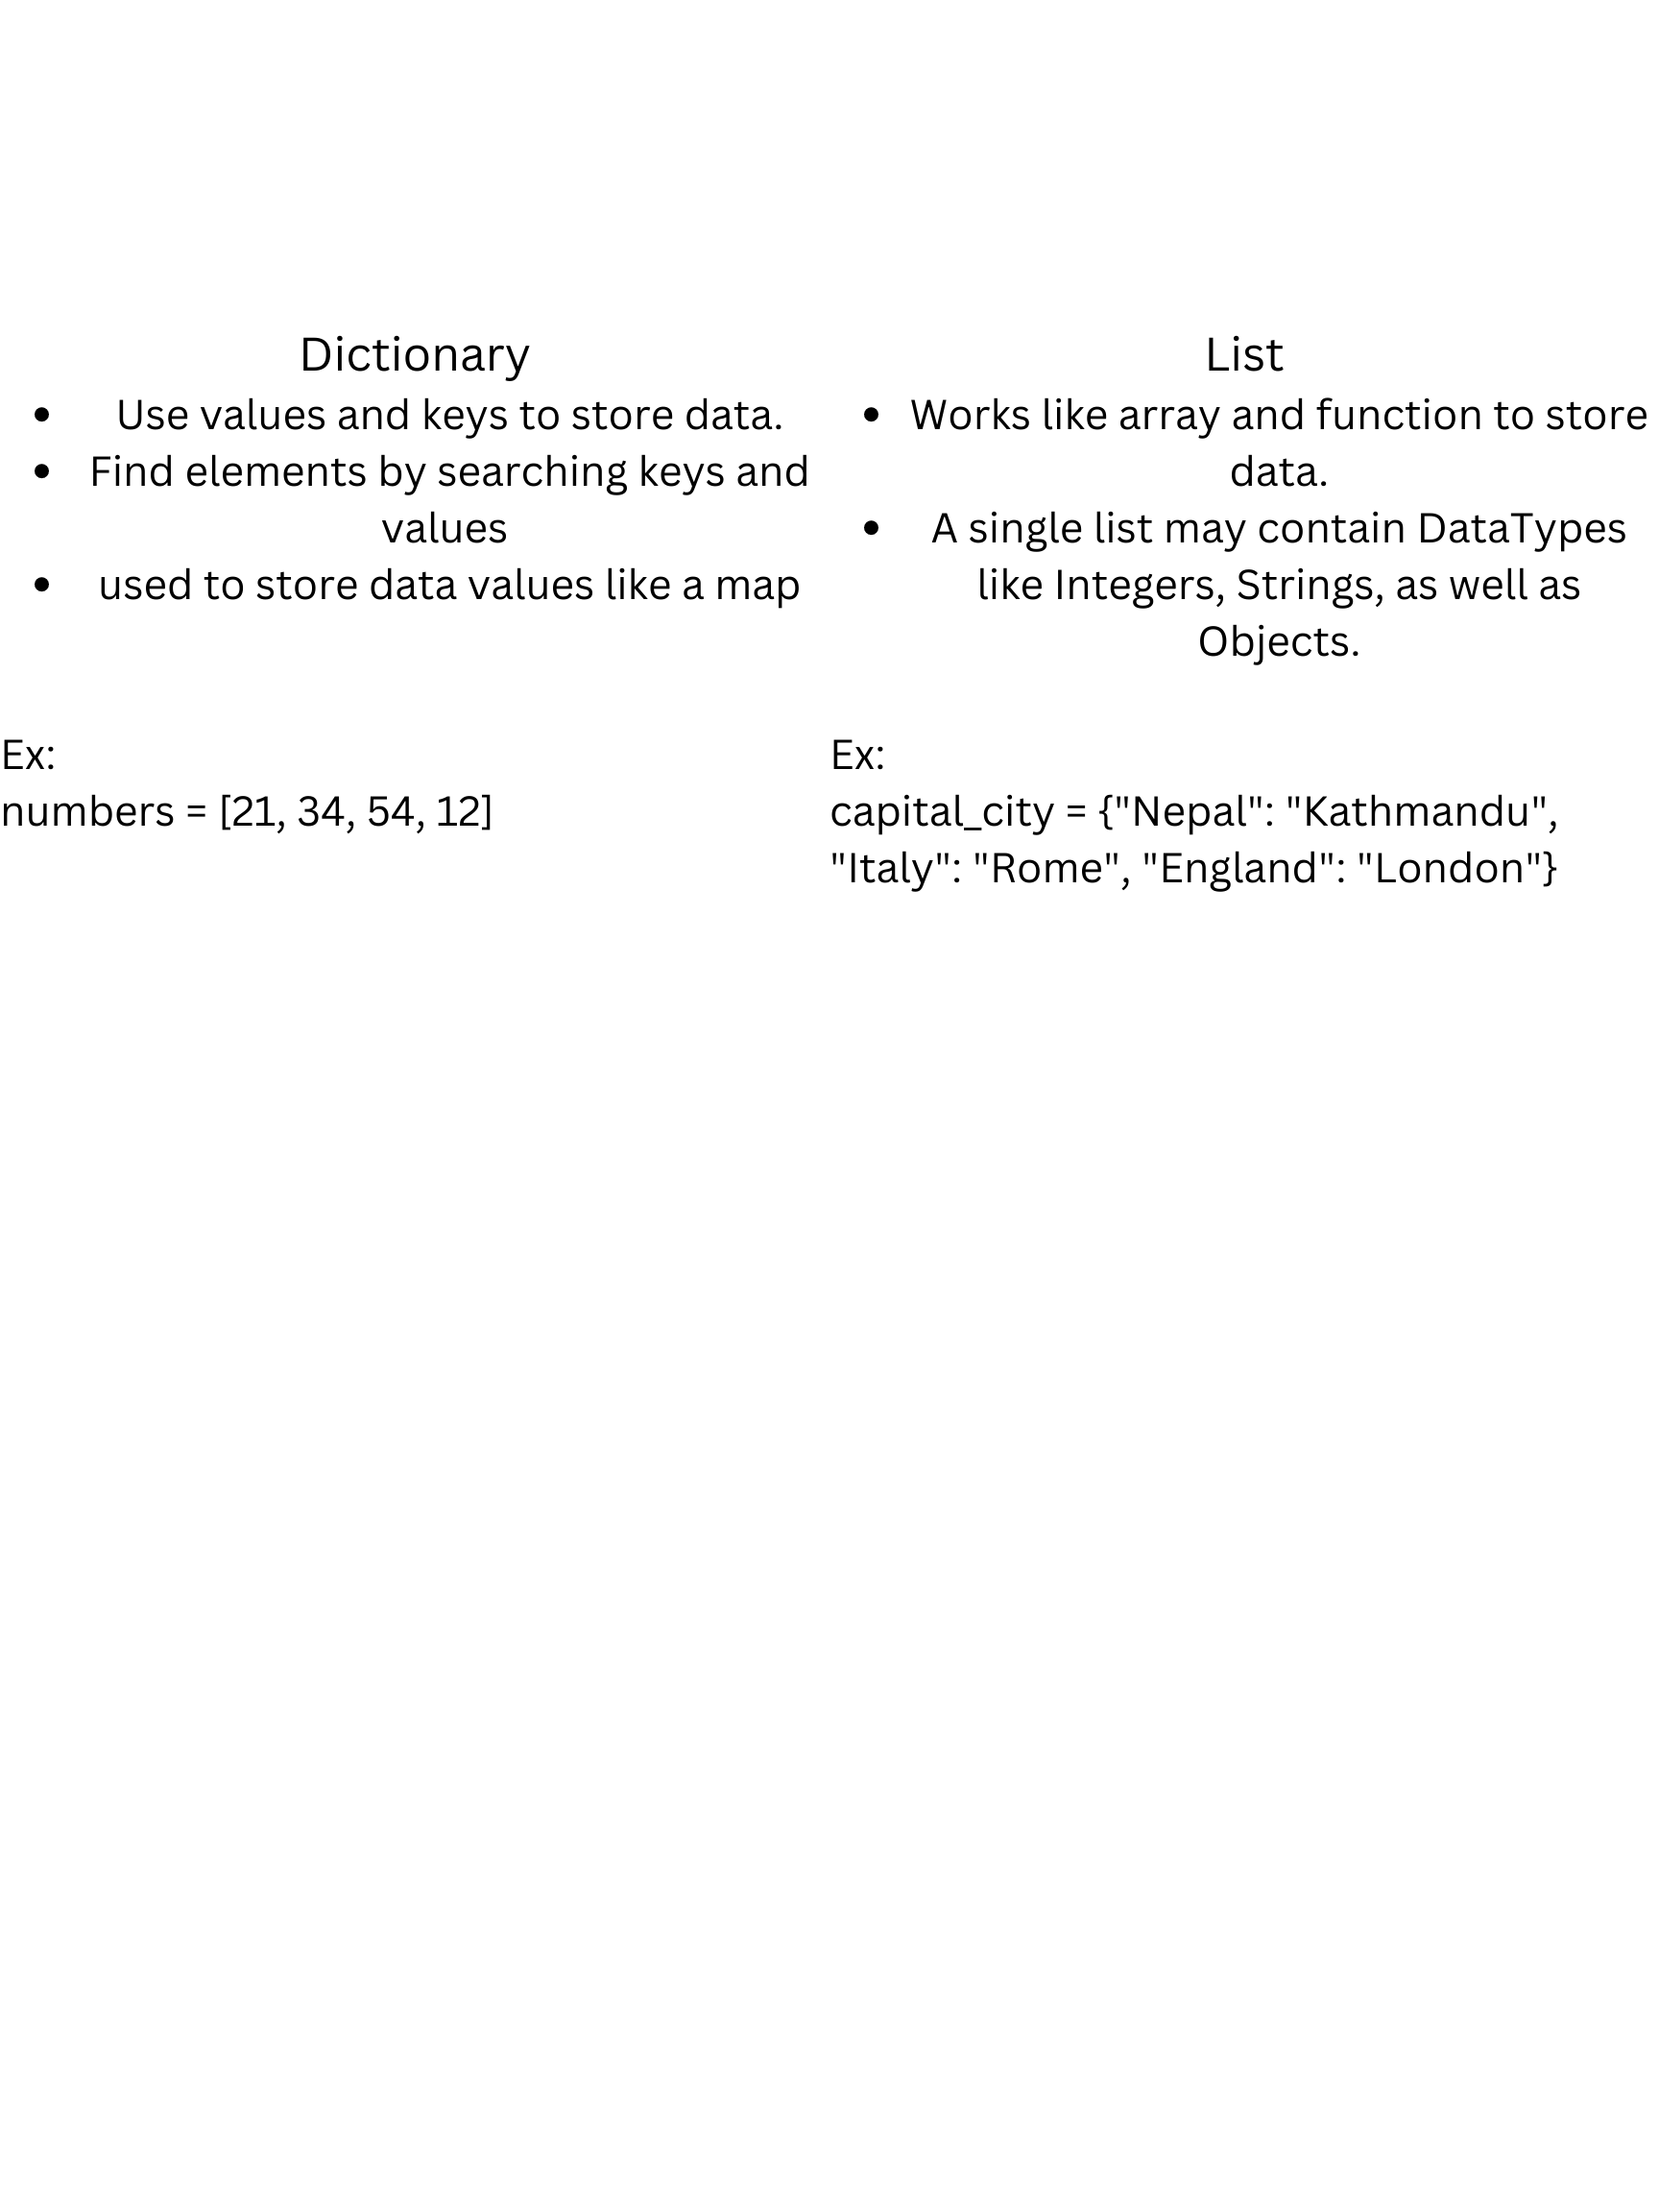 Dictionary
• Use values and keys to store data.
• Find elements by searching keys and
values
• used to store data values like a map
Ex:
numbers = [21, 34, 54, 12]
List
• Works like array and function to store
data.
• A single list may contain DataTypes
like Integers, Strings, as well as
Objects.
Ex:
capital_city = {"Nepal": "Kathmandu",
"Italy": "Rome", "England": "London"}